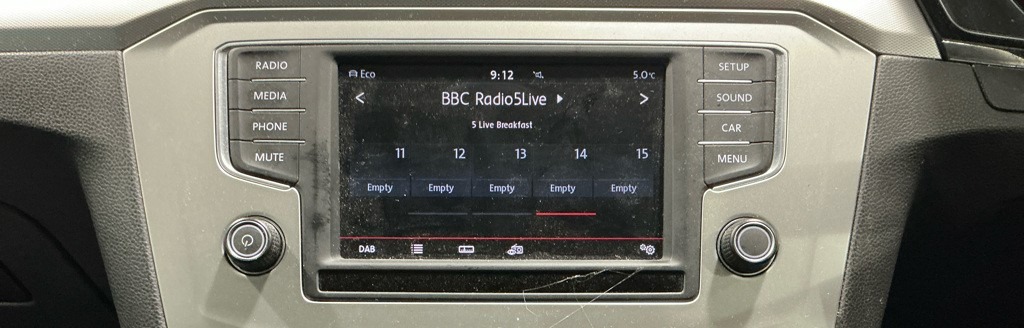 RADIO
MEDIA
PHONE
MUTE
Eco 9:12 5.0°C
< BBC Radio5Live >
5 Live Breakfast
11 12 13 14 15
Empty Empty Empty Empty Empty
DAB
SETUP
SOUND
CAR
MENU